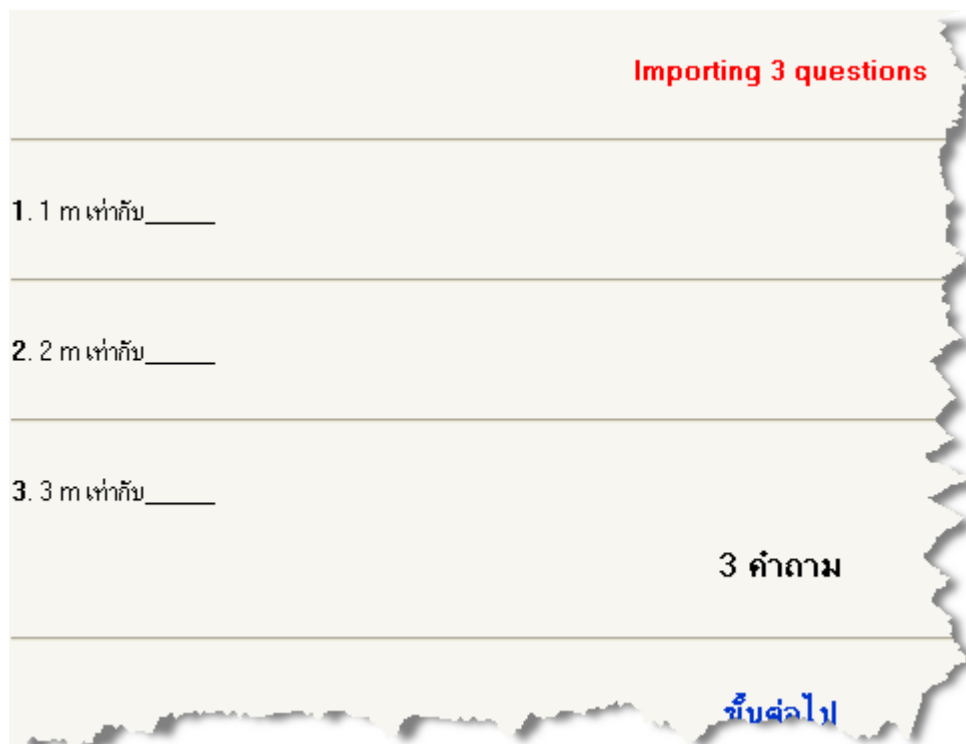 Importing 3 questions
1. 1 m เท่ากับ_____
2. 2 m เท่ากับ_____
3. 3 m เท่ากับ_____
3 คำถาม
ขึ้นต่อไป